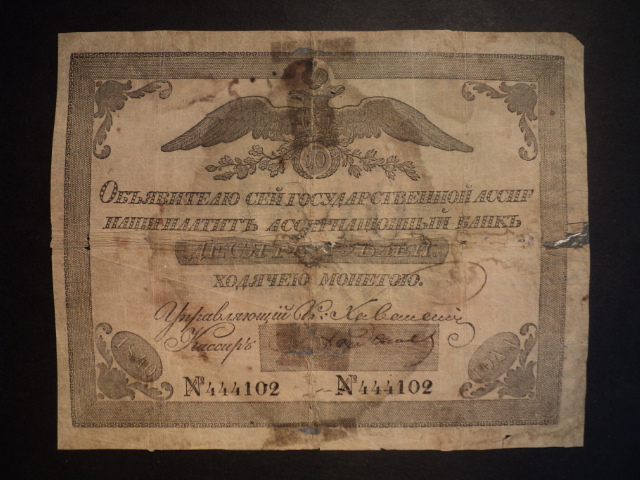 10
Объявителю сей государственной ассиг
націи платитъ ассигнаціонный банкъ
десять рублей
ходячею монетою.
Управляющій
Кассиръ
№444102 №444102